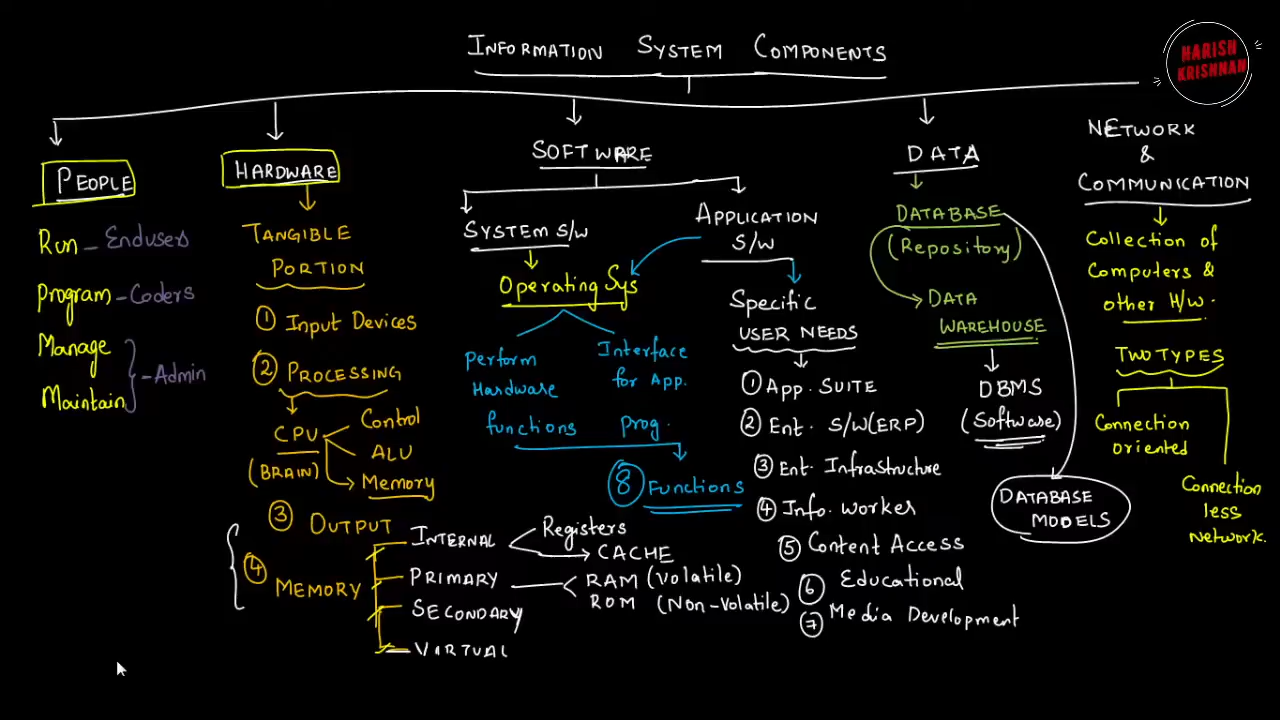 INFORMATION SYSTEM COMPONENTS
HARISH
KRISHNAN
PEOPLE
Run - Endusers
Program - Coders
Manage
Maintain
- Admin
HARDWARE
TANGIBLE
PORTION
① Input Devices
② PROCESSING
CPU
(BRAIN)
Control
ALU
Memory
③ OUTPUT
④ MEMORY
INTERNAL
Registers
CACHE
PRIMARY
RAM (Volatile)
ROM (Non-Volatile)
SECONDARY
VIRTUAL
SOFTWARE
SYSTEM S/W
Operating Sys
Perform
Hardware
functions
Interface
for App.
prog.
⑧ Functions
APPLICATION
S/W
Specific
USER NEEDS
① App. SUITE
② Ent. S/W(ERP)
③ Ent. Infrastructure
④ Info. Worker
⑤ Content Access
⑥ Educational
⑦ Media Development
DATA
DATABASE
(Repository)
DATA
WAREHOUSE
DBMS
(Software)
DATABASE
MODELS
NETWORK
&
COMMUNICATION
Collection of
Computers &
other H/W.
TWO TYPES
Connection
oriented
Connection
less
Network.